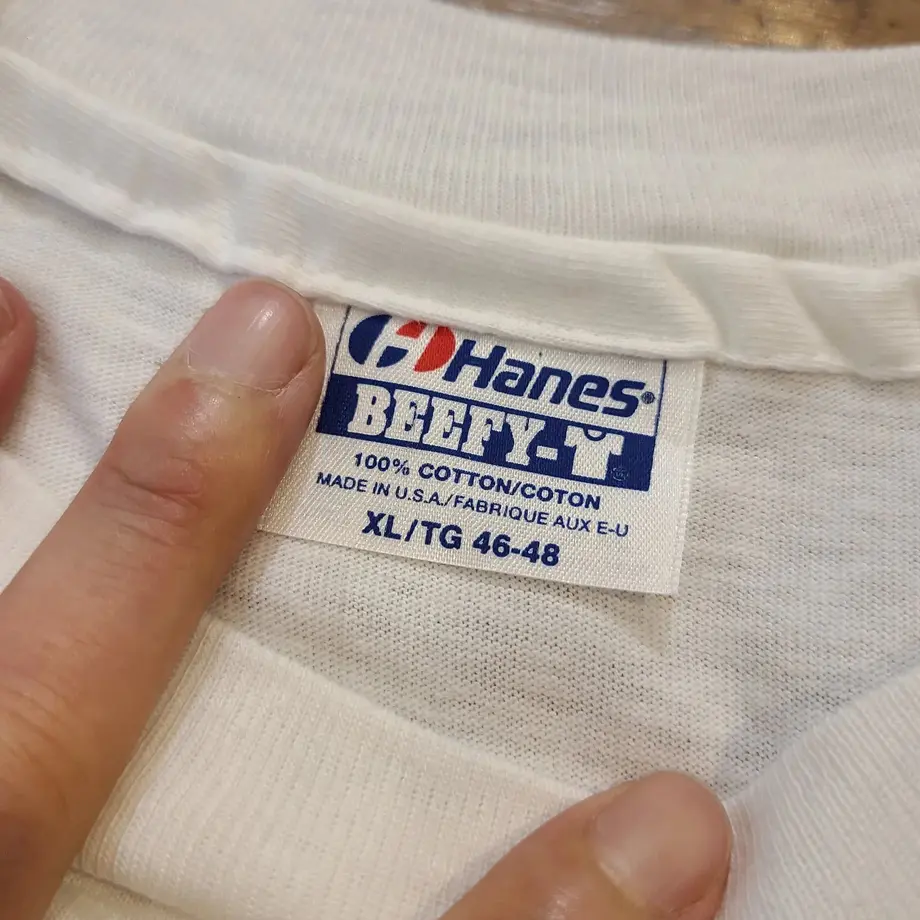 Hanes®
BEEFY-T
100% COTTON/COTON
MADE IN U.S.A./FABRIQUE AUX E-U
XL/TG 46-48